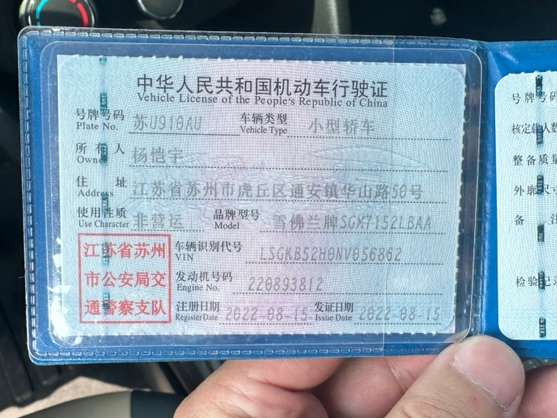 中华人民共和国机动车行驶证
Vehicle License of the People's Republic of China
号牌号码 苏U910AU 车辆类型 小型轿车
Plate No. Vehicle Type
所有人 杨恺宇
Owner
住址 江苏省苏州市虎丘区通安镇华山路50号
Address
使用性质 非营运 品牌型号 雪佛兰牌SGM7152LBAA
Use Character Model
江苏省苏州
市公安局交
通警察支队
车辆识别代号 LSGKB52H0NV056862
VIN
发动机号码 220893812
Engine No.
注册日期 2022-08-15 发证日期 2022-08-15
Register Date Issue Date
号牌号
核定载人数
整备质量
外廓尺寸
备 注
检验记录